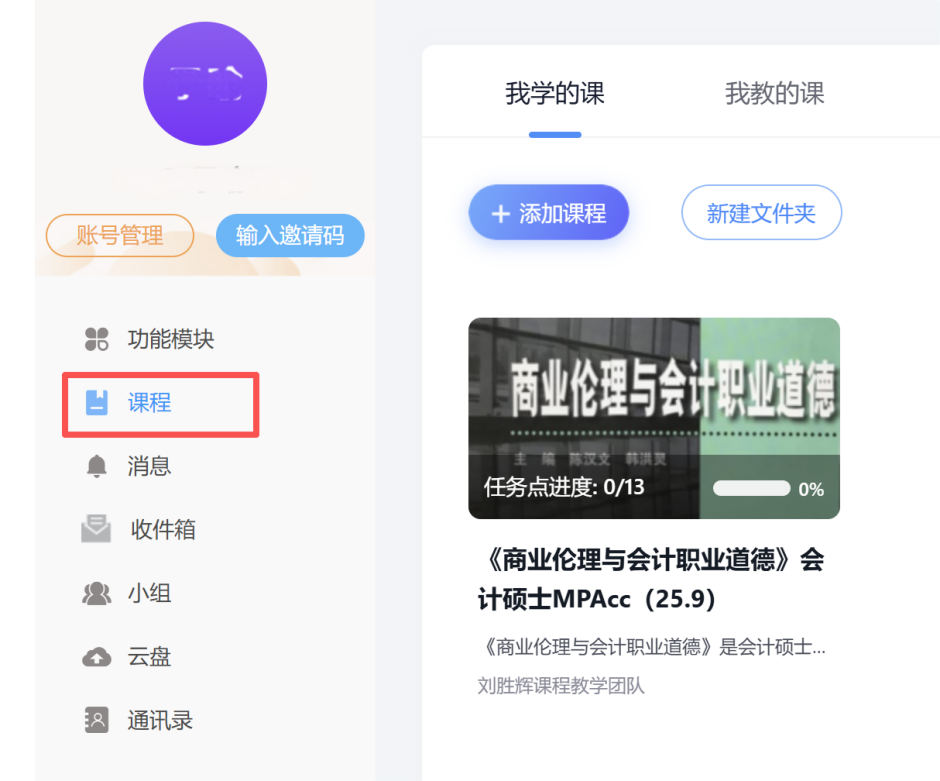 账号管理
输入邀请码
功能模块
课程
消息
收件箱
小组
云盘
通讯录
我学的课
我教的课
+ 添加课程
新建文件夹
商业伦理与会计职业道德
主 编 陈汉文 韩洪灵
任务点进度: 0/13
0%
《商业伦理与会计职业道德》会
计硕士MPAcc（25.9）
《商业伦理与会计职业道德》是会计硕士...
刘胜辉课程教学团队